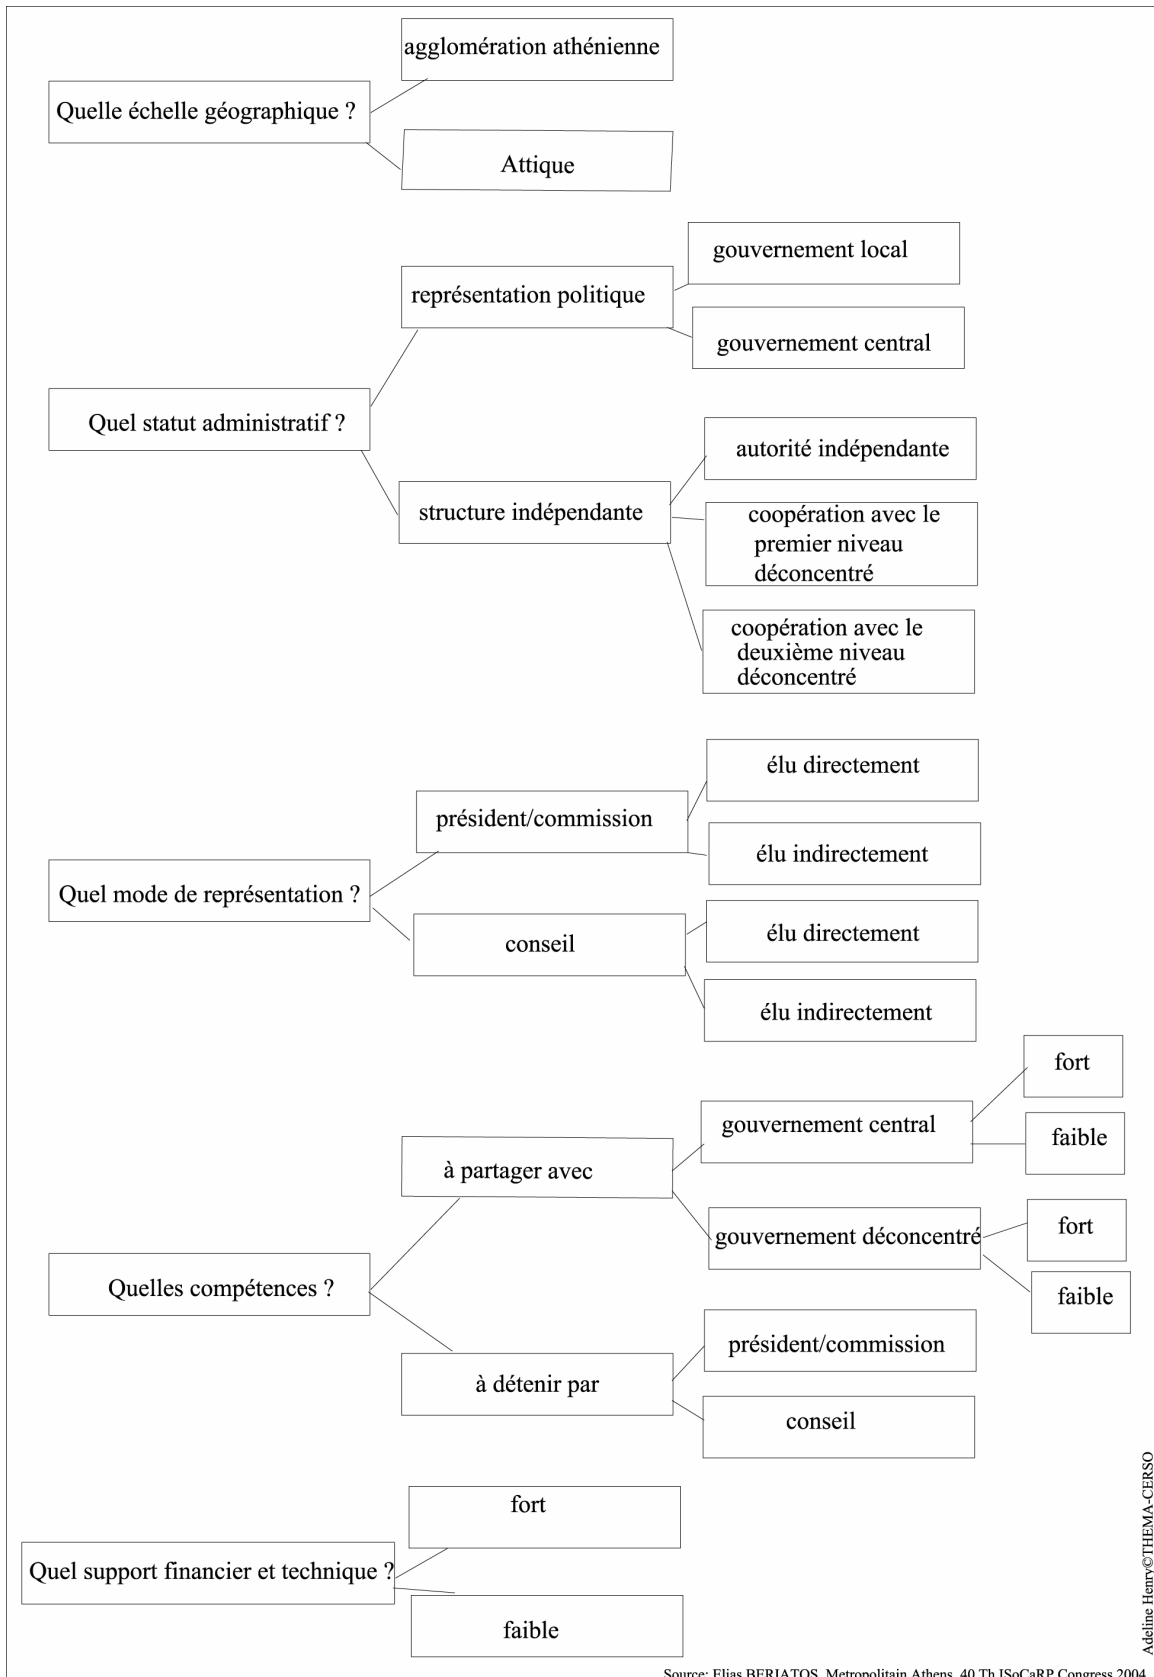 agglomération athénienne
Quelle échelle géographique ?
Attique
gouvernement local
représentation politique
gouvernement central
Quel statut administratif ?
autorité indépendante
structure indépendante
coopération avec le
premier niveau
déconcentré
coopération avec le
deuxième niveau
déconcentré
élu directement
président/commission
élu indirectement
Quel mode de représentation ?
élu directement
conseil
élu indirectement
fort
gouvernement central
faible
à partager avec
fort
gouvernement déconcentré
faible
Quelles compétences ?
président/commission
à détenir par
conseil
fort
Quel support financier et technique ?
faible
Adeline Henry©THEMA-CERSO
Source: Elias BERIATOS, Metropolitain Athens, 40 Th ISoCaRP Congress 2004